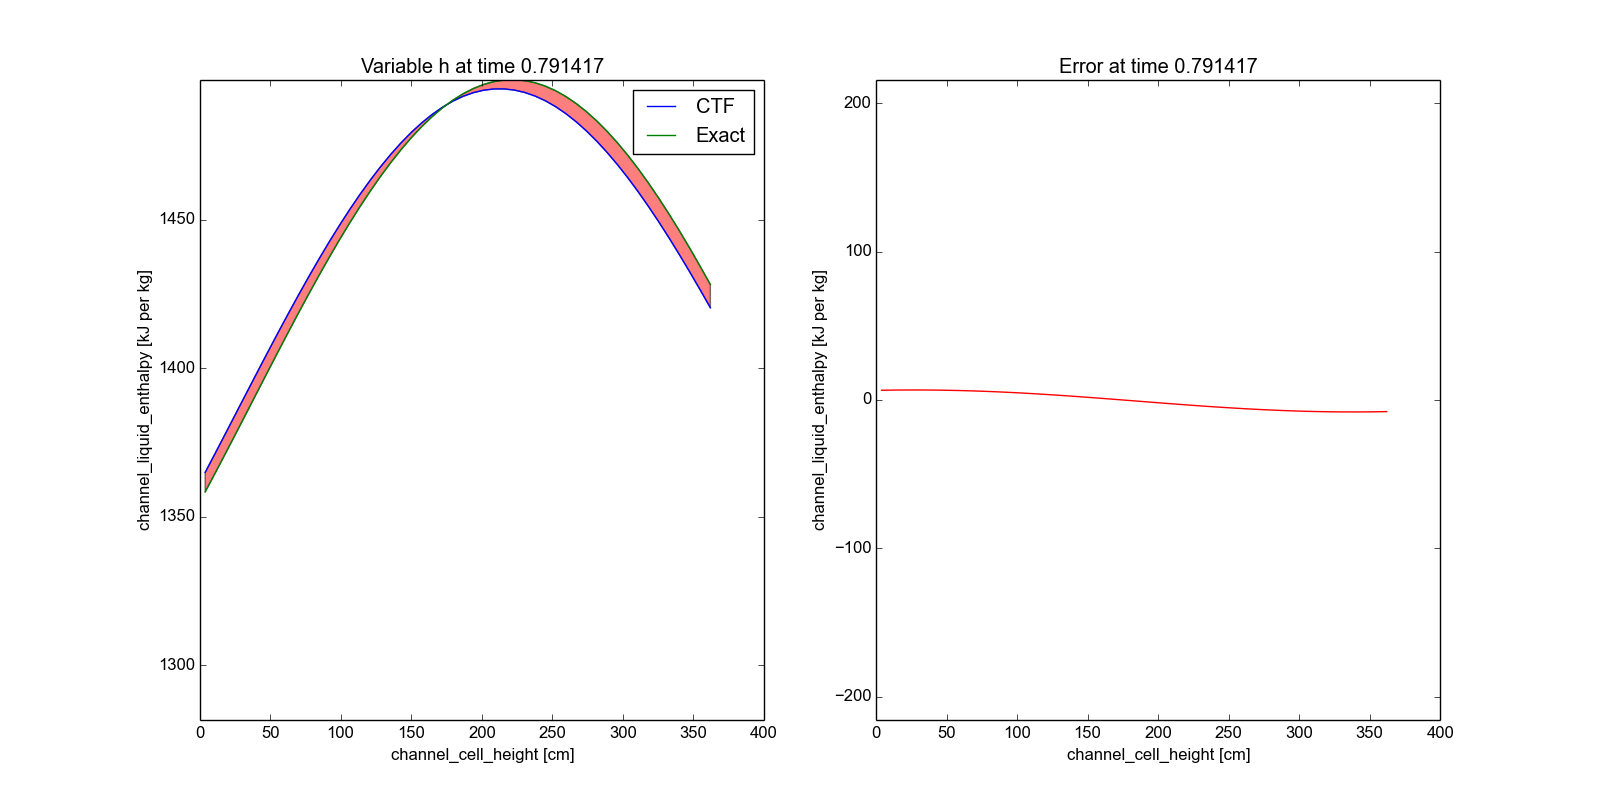 Variable h at time 0.791417
CTF
Exact
1450
1400
1350
1300
channel_liquid_enthalpy [kJ per kg]
0 50 100 150 200 250 300 350 400
channel_cell_height [cm]
Error at time 0.791417
200
100
0
−100
−200
channel_liquid_enthalpy [kJ per kg]
0 50 100 150 200 250 300 350 400
channel_cell_height [cm]